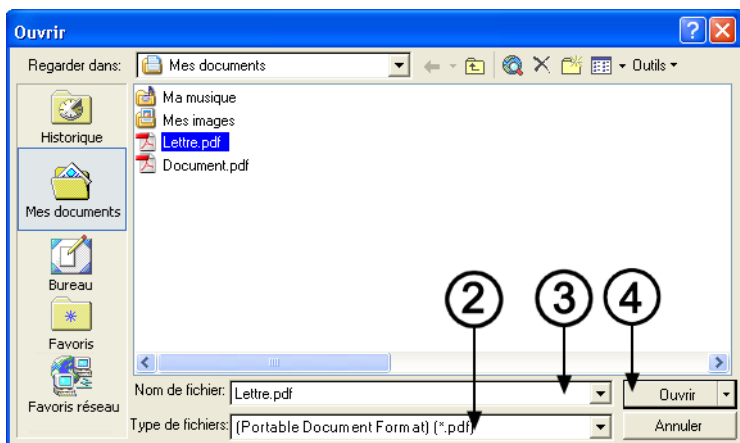 Ouvrir
Regarder dans: Mes documents Outils
Ma musique
Mes images
Lettre.pdf
Document.pdf
Historique
Mes documents
Bureau
Favoris
Favoris réseau
2 3 4
Nom de fichier: Lettre.pdf Ouvrir
Type de fichiers: (Portable Document Format) (*.pdf) Annuler